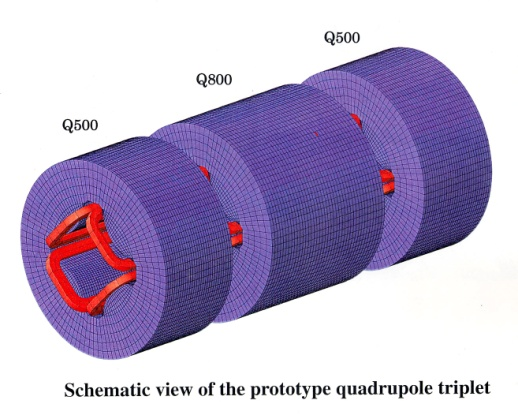 Q500
Q800
Q500
Schematic view of the prototype quadrupole triplet